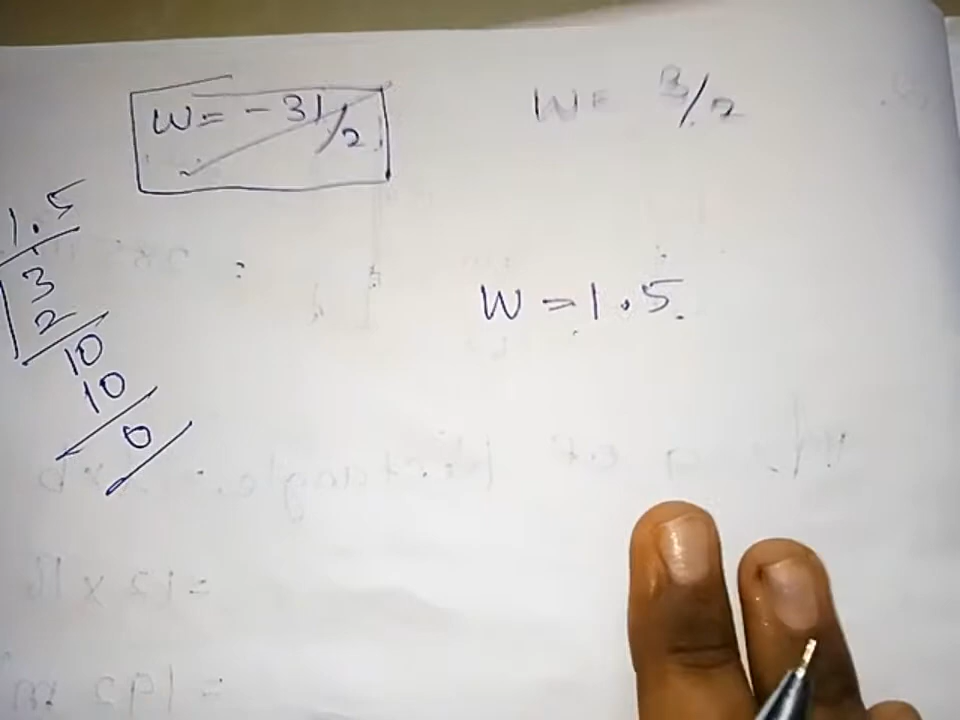 W = - 31/2
W = 3/2
1.5
3
2
10
10
0
W = 1.5